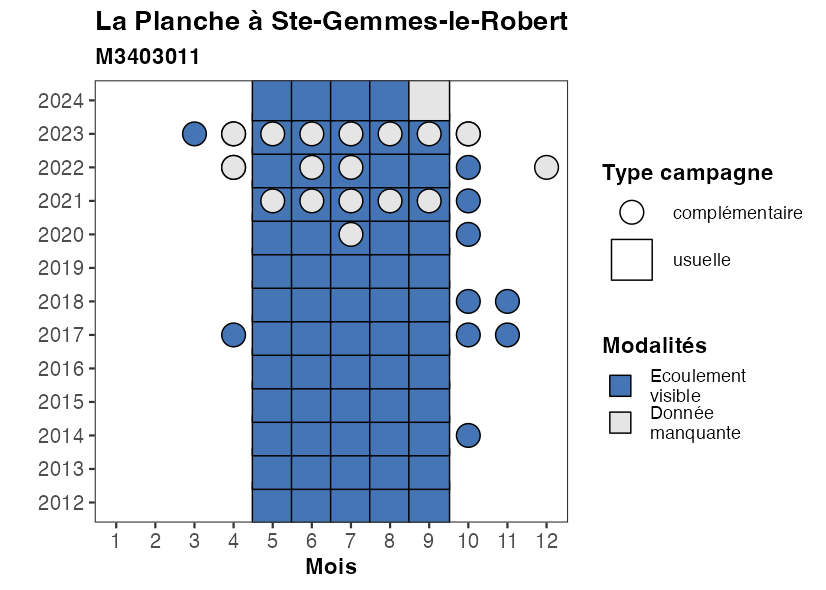 La Planche à Ste-Gemmes-le-Robert
M3403011
2024
2023
2022
2021
2020
2019
2018
2017
2016
2015
2014
2013
2012
1 2 3 4 5 6 7 8 9 10 11 12
Mois
Type campagne
complémentaire
usuelle
Modalités
Ecoulement
visible
Donnée
manquante